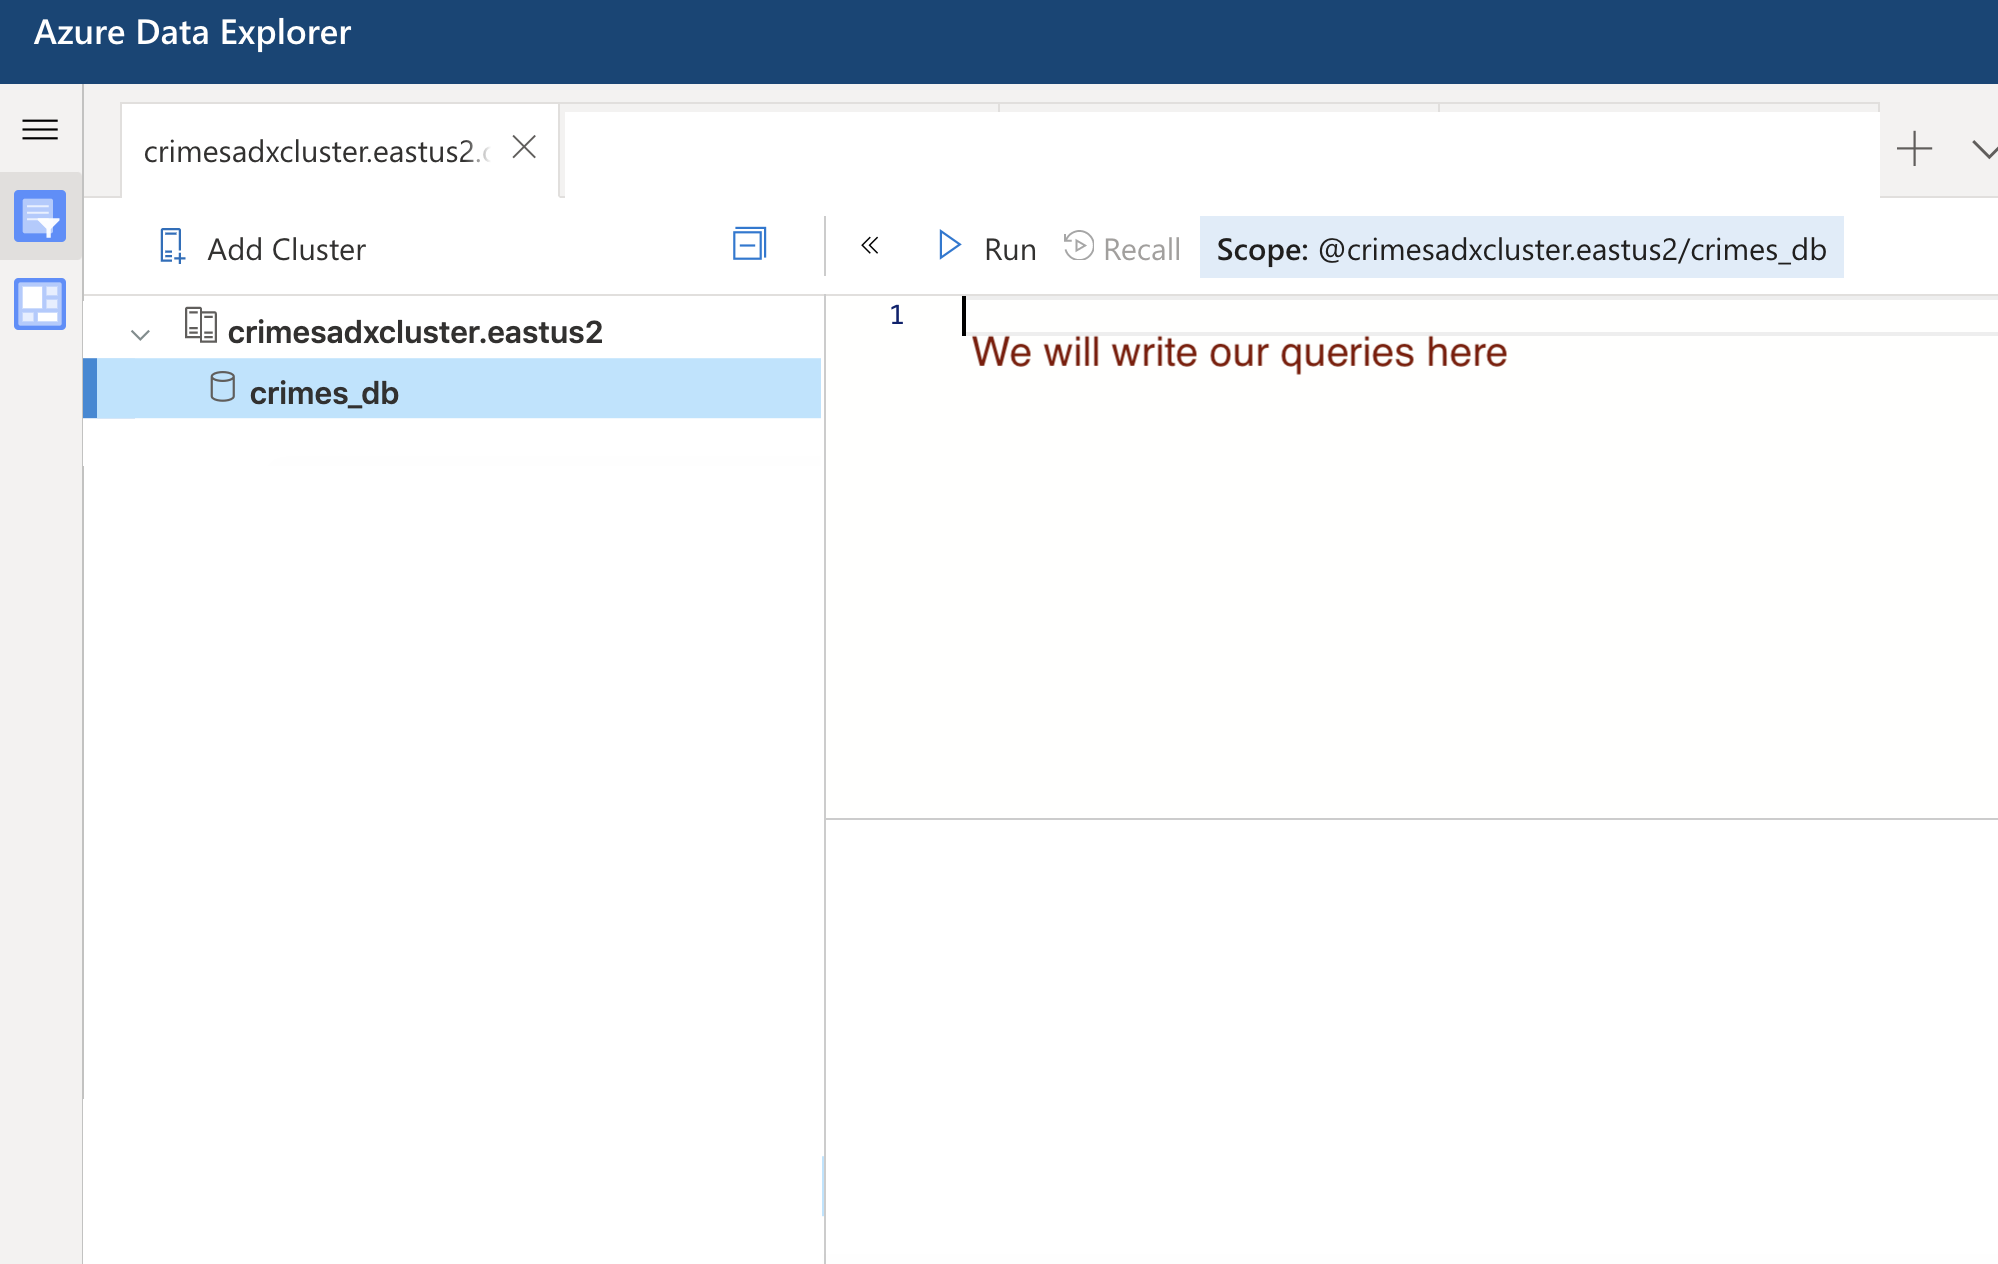 Azure Data Explorer
crimesadxcluster.eastus2.
Add Cluster
Run
Recall
Scope: @crimesadxcluster.eastus2/crimes_db
crimesadxcluster.eastus2
crimes_db
1
We will write our queries here